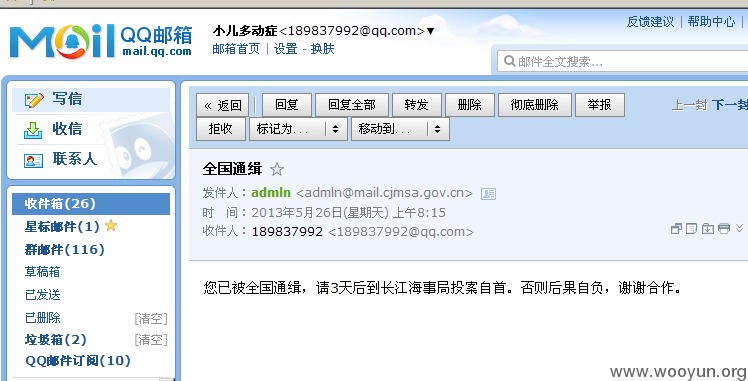 Mail QQ邮箱
mail.qq.com
小儿多动症<189837992@qq.com>▼
邮箱首页 | 设置 - 换肤
反馈建议 | 帮助中心 |
邮件全文搜索...
写信
收信
联系人
收件箱(26)
星标邮件(1)
群邮件(116)
草稿箱
已发送
已删除 [清空]
垃圾箱(2) [清空]
QQ邮件订阅(10)
« 返回 回复 回复全部 转发 删除 彻底删除 举报 上一封 下一封
拒收 标记为... 移动到...
全国通缉
发件人：admln <admln@mail.cjmsa.gov.cn>
时 间：2013年5月26日(星期天) 上午8:15
收件人：189837992 <189837992@qq.com>
您已被全国通缉，请3天后到长江海事局投案自首。否则后果自负，谢谢合作。
www.wooyun.org